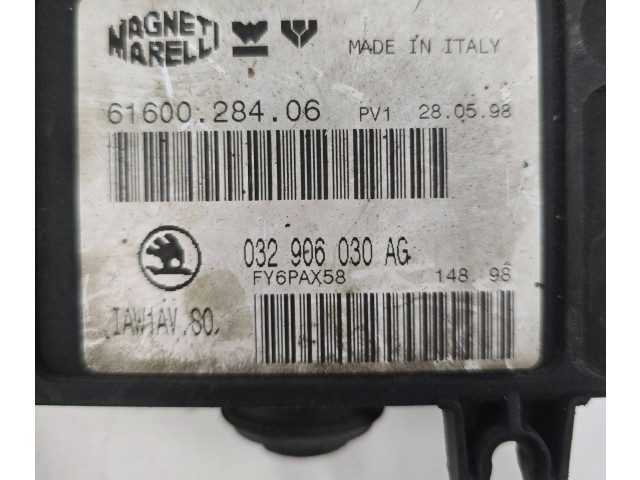 MAGNETI
MARELLI
MADE IN ITALY
61600.284.06 PV1 28.05.98
032 906 030 AG
FY6PAX58 148.98
IAW1AV.SO.